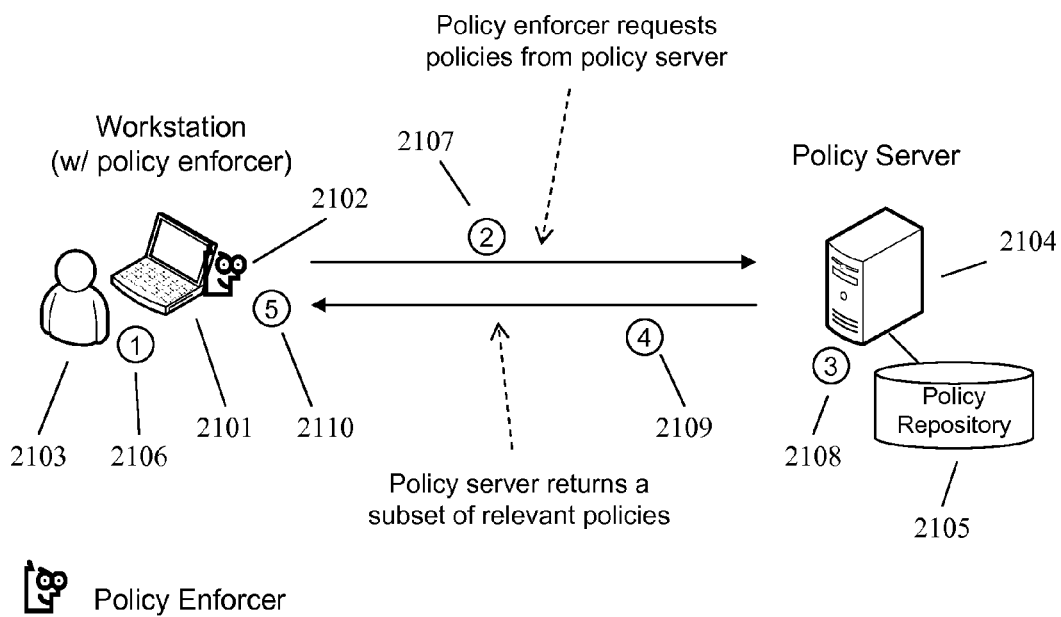 Policy enforcer requests
policies from policy server
Workstation
(w/ policy enforcer)
2107
Policy Server
2102
2
2104
5
4
1
3
Policy
Repository
2103
2106
2101
2110
2109
2108
2105
Policy server returns a
subset of relevant policies
Policy Enforcer